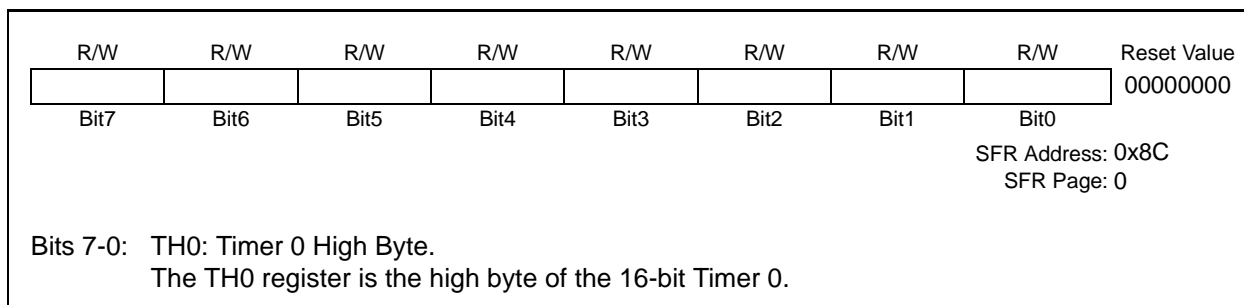 R/W R/W R/W R/W R/W R/W R/W R/W Reset Value
00000000
Bit7 Bit6 Bit5 Bit4 Bit3 Bit2 Bit1 Bit0
SFR Address: 0x8C
SFR Page: 0
Bits 7-0: TH0: Timer 0 High Byte.
The TH0 register is the high byte of the 16-bit Timer 0.